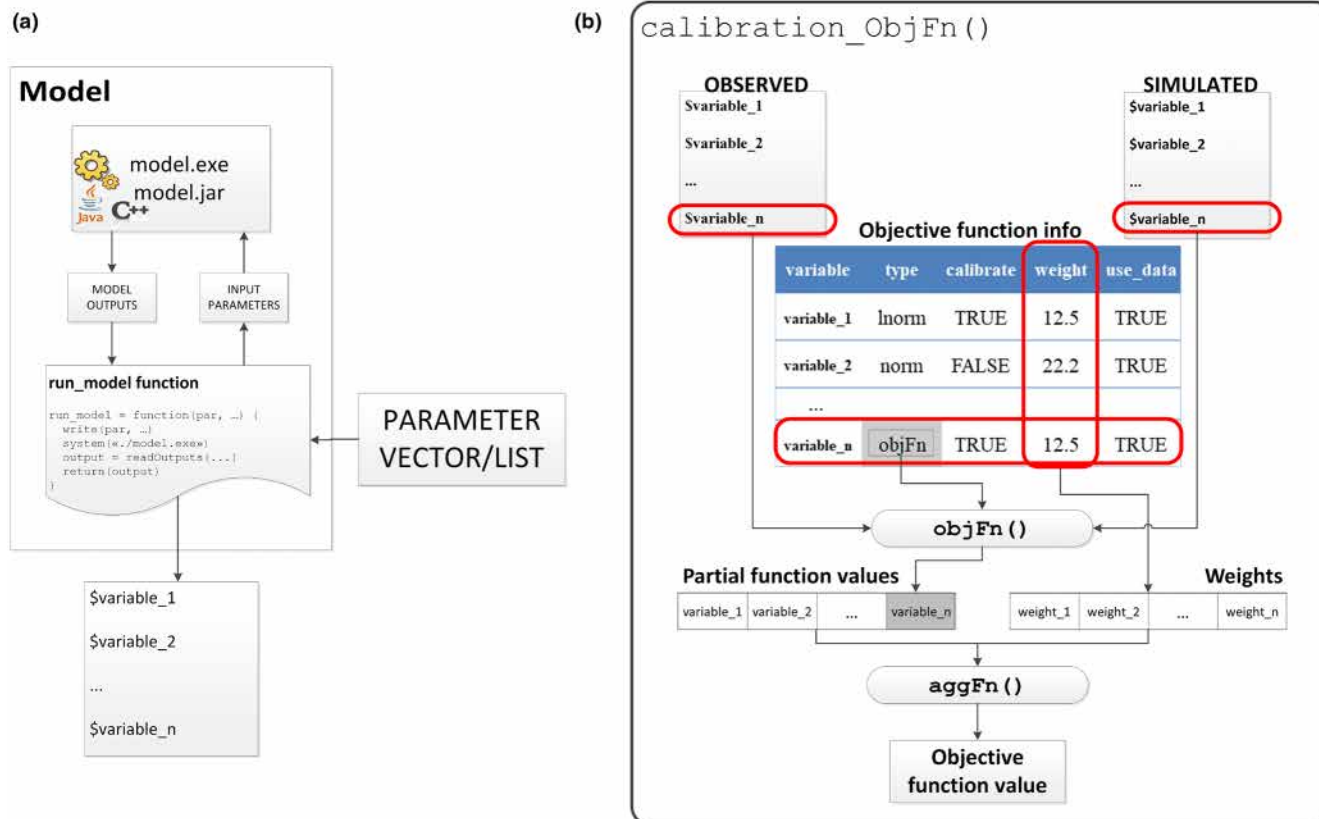 (a)
Model
model.exe
model.jar
Java C++
MODEL
OUTPUTS
INPUT
PARAMETERS
run_model function
run_model = function(par, …) {
write(par, …)
system(«./model.exe»)
output = readOutputs(...)
return(output)
}
PARAMETER
VECTOR/LIST
$variable_1
$variable_2
...
$variable_n
(b)
calibration_ObjFn()
OBSERVED
$variable_1
$variable_2
...
$variable_n
SIMULATED
$variable_1
$variable_2
...
$variable_n
Objective function info
variable type calibrate weight use_data
variable_1 lnorm TRUE 12.5 TRUE
variable_2 norm FALSE 22.2 TRUE
...
variable_n objFn TRUE 12.5 TRUE
objFn()
Partial function values
variable_1 variable_2 ... variable_n
Weights
weight_1 weight_2 ... weight_n
aggFn()
Objective
function value